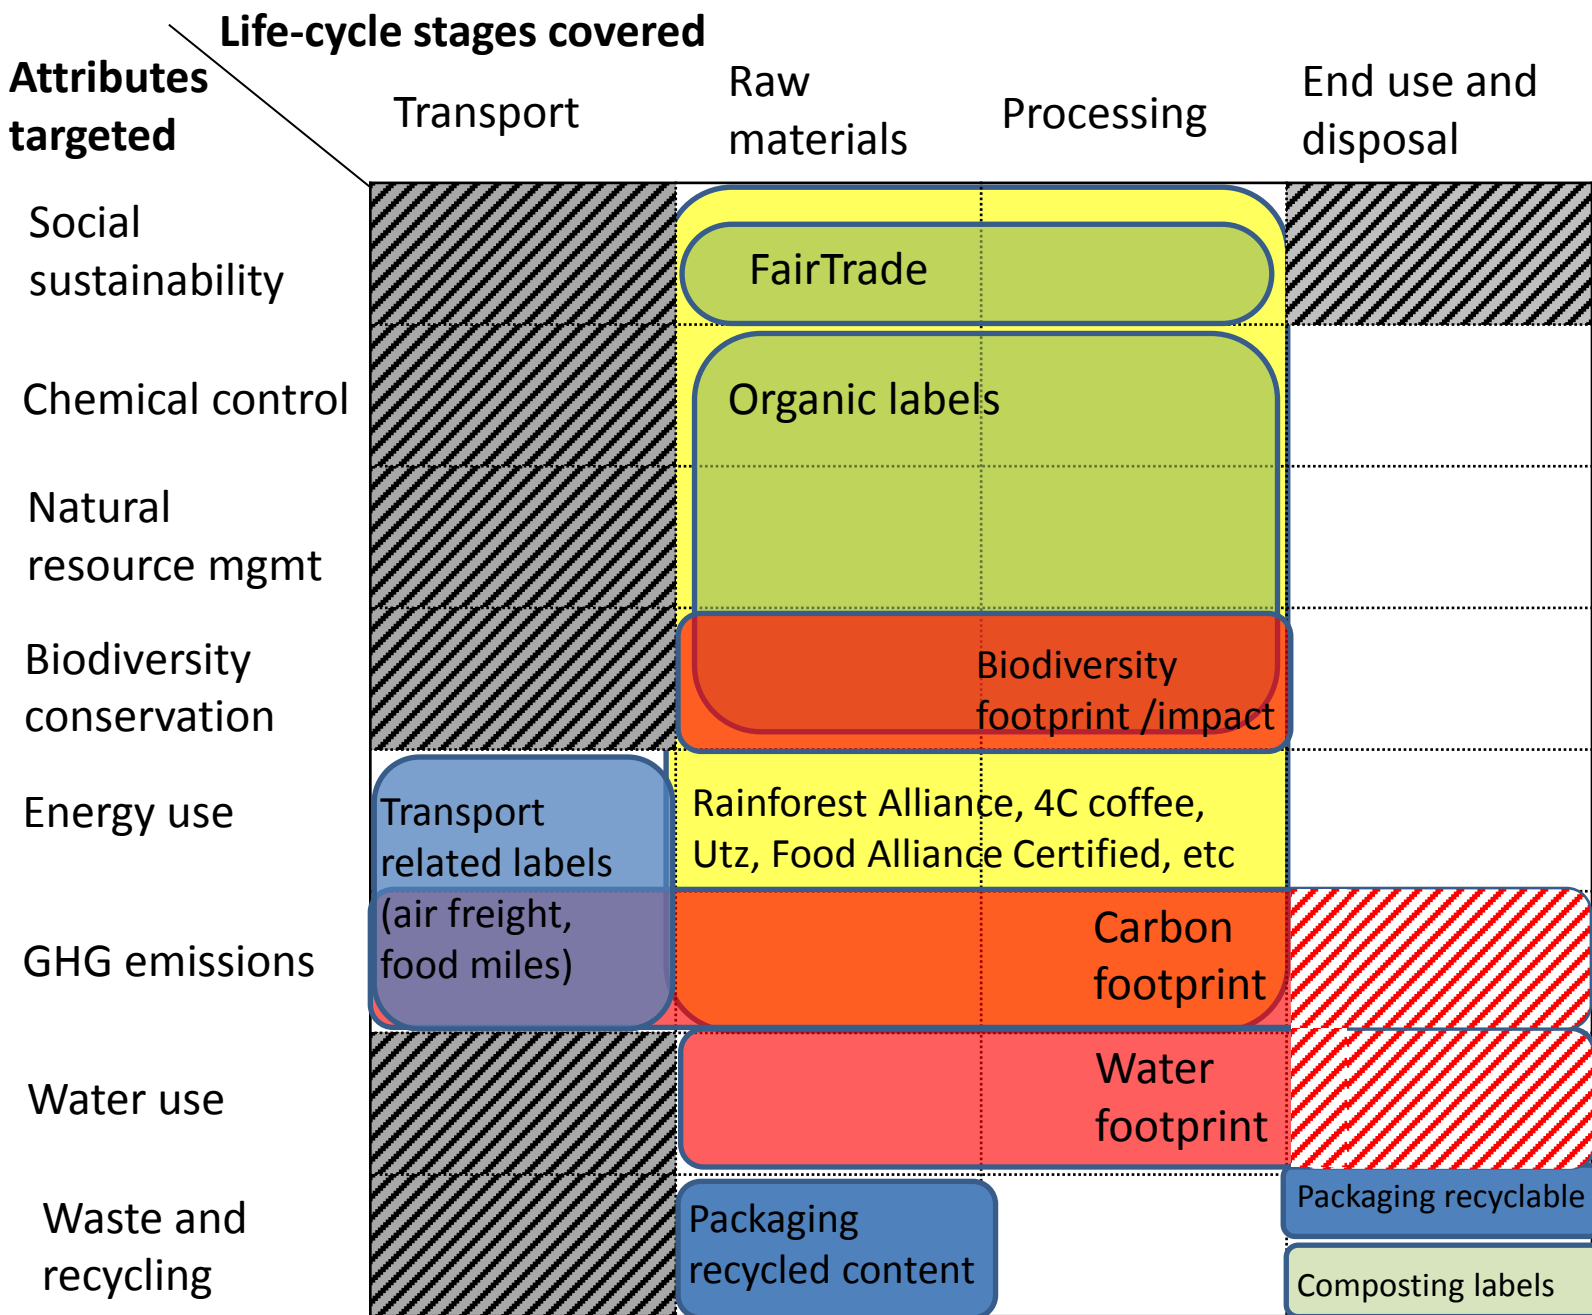 Life-cycle stages covered
Attributes
targeted
Transport
Raw
materials
Processing
End use and
disposal
Social
sustainability
FairTrade
Chemical control
Organic labels
Natural
resource mgmt
Biodiversity
conservation
Biodiversity
footprint /impact
Energy use
Transport
related labels
(air freight,
food miles)
Rainforest Alliance, 4C coffee,
Utz, Food Alliance Certified, etc
GHG emissions
Carbon
footprint
Water use
Water
footprint
Waste and
recycling
Packaging
recycled content
Packaging recyclable
Composting labels